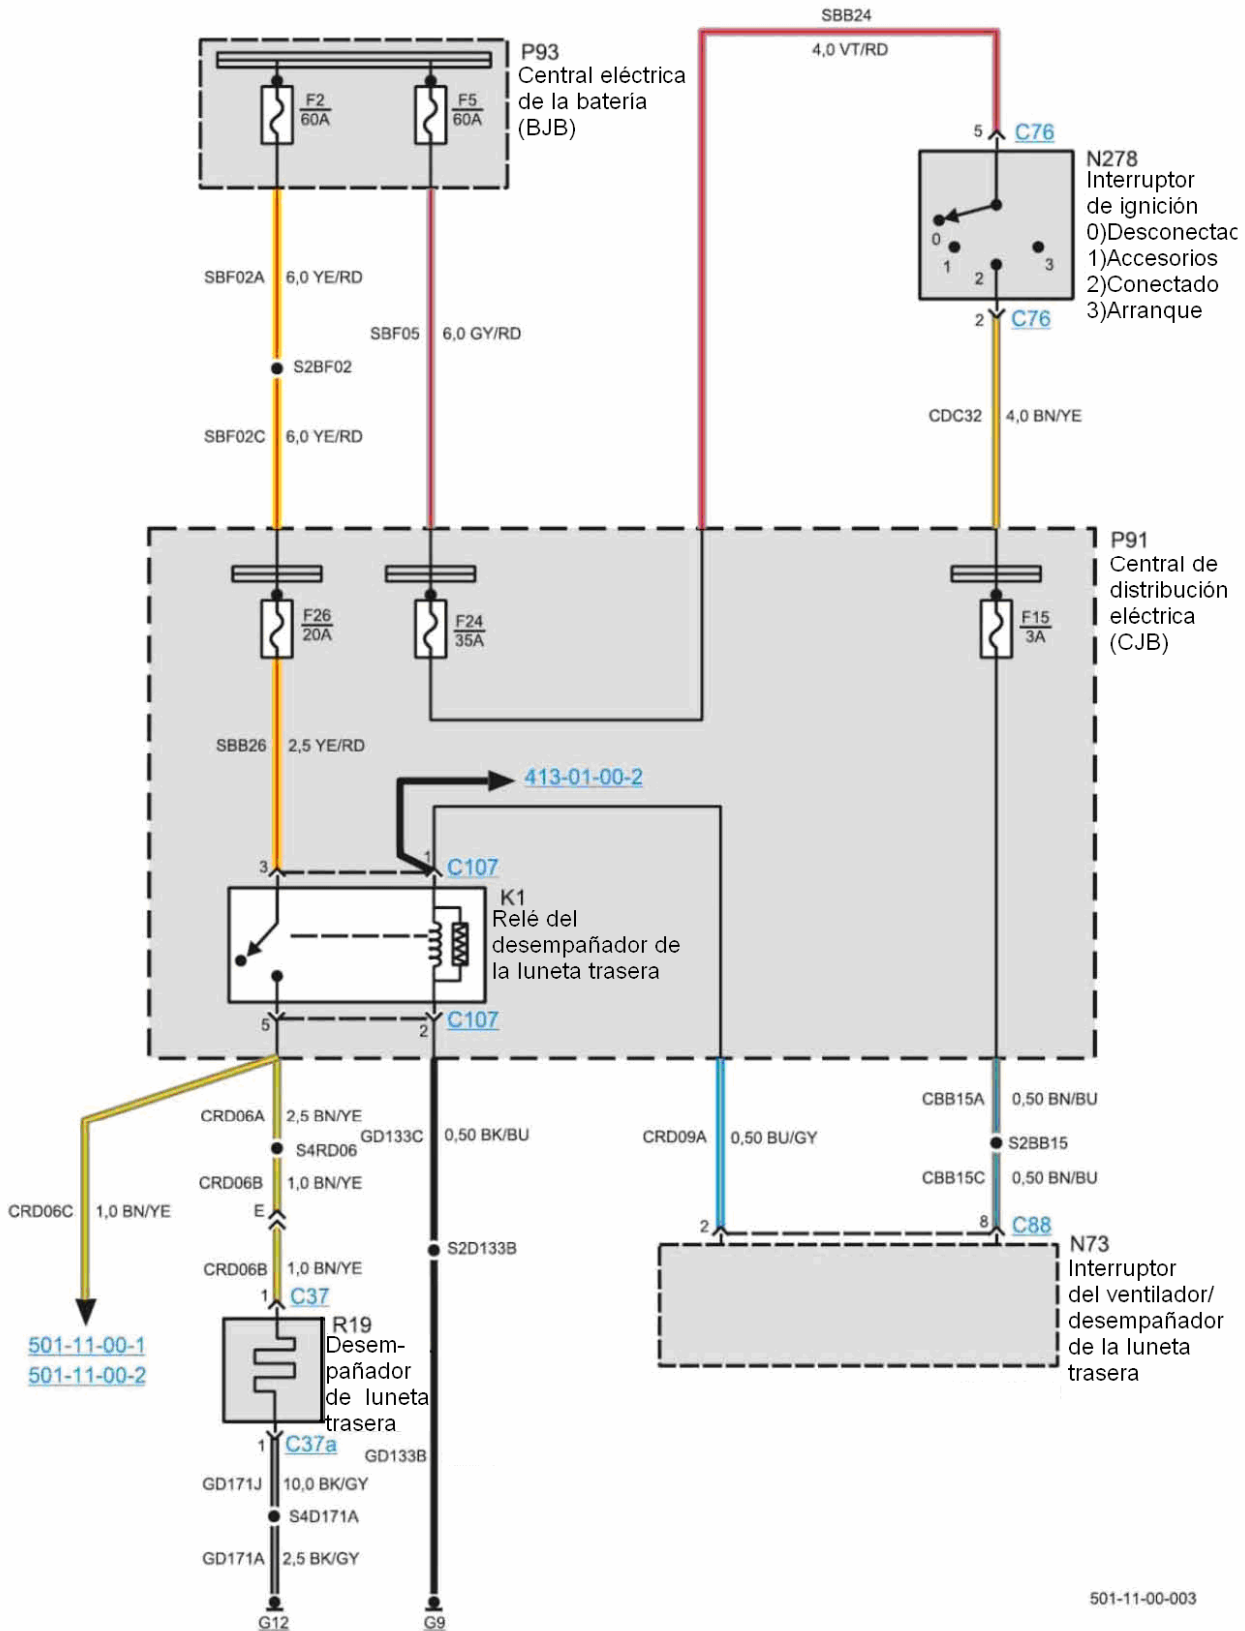 SBB24
4,0 VT/RD
P93
Central eléctrica
de la batería
(BJB)
F2
60A
F5
60A
5
C76
N278
Interruptor
de ignición
0)Desconectad
1)Accesorios
2)Conectado
3)Arranque
0
1
2
3
2
C76
SBF02A
6,0 YE/RD
SBF05
6,0 GY/RD
S2BF02
SBF02C
6,0 YE/RD
CDC32
4,0 BN/YE
P91
Central de
distribución
eléctrica
(CJB)
F26
20A
F24
35A
F15
3A
SBB26
2,5 YE/RD
413-01-00-2
3
1
C107
K1
Relé del
desempañador de
la luneta trasera
5
2
C107
CRD06A
2,5 BN/YE
S4RD06
GD133C
0,50 BK/BU
CRD09A
0,50 BU/GY
CBB15A
0,50 BN/BU
S2BB15
CBB15C
0,50 BN/BU
CRD06B
1,0 BN/YE
CRD06C
1,0 BN/YE
E
S2D133B
2
8
C88
N73
Interruptor
del ventilador/
desempañador
de la luneta
trasera
CRD06B
1,0 BN/YE
1
C37
501-11-00-1
501-11-00-2
R19
Desem-
pañador
de luneta
trasera
1
C37a
GD133B
GD171J
10,0 BK/GY
S4D171A
GD171A
2,5 BK/GY
G12
G9
501-11-00-003